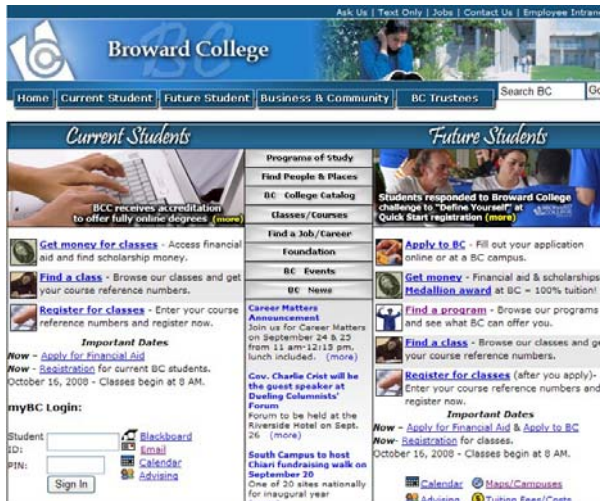 Ask Us | Text Only | Jobs | Contact Us | Employee Intran
Broward College
Home
Current Student
Future Student
Business & Community
BC Trustees
Search BC
Go
Current Students
BCC receives accreditation
to offer fully online degrees (more)
Get money for classes - Access financial
aid and find scholarship money.
Find a class - Browse our classes and get
your course reference numbers.
Register for classes - Enter your course
reference numbers and register now.
Important Dates
Now - Apply for Financial Aid
Now - Registration for current BC students.
October 16, 2008 - Classes begin at 8 AM.
myBC Login:
Student
ID:
PIN:
Sign In
Blackboard
Email
Calendar
Advising
Programs of Study
Find People & Places
BC College Catalog
Classes/Courses
Find a Job/Career
Foundation
BC Events
BC News
Career Matters
Announcement
Join us for Career Matters
on September 24 & 25
from 11 am-12:15 pm,
lunch included. (more)
Gov. Charlie Crist will be
the guest speaker at
Dueling Columnists'
Forum
Forum to be held at the
Riverside Hotel on Sept.
26 (more)
South Campus to host
Chiari fundraising walk on
September 20
One of 20 sites nationally
for inaugural year
Future Students
Students responded to Broward College
challenge to "Define Yourself" at
Quick Start registration (more)
Apply to BC - Fill out your application
online or at a BC campus.
Get money - Financial aid & scholarships
Medallion award at BC = 100% tuition!
Find a program - Browse our programs
and see what BC can offer you.
Find a class - Browse our classes and ge
your course reference numbers.
Register for classes (after you apply)-
Enter your course reference numbers and
register now.
Important Dates
Now - Apply for Financial Aid & Apply to BC
Now- Registration for classes.
October 16, 2008 - Classes begin at 8 AM.
Calendar
Maps/Campuses
Advising
Tuition Fees/Costs